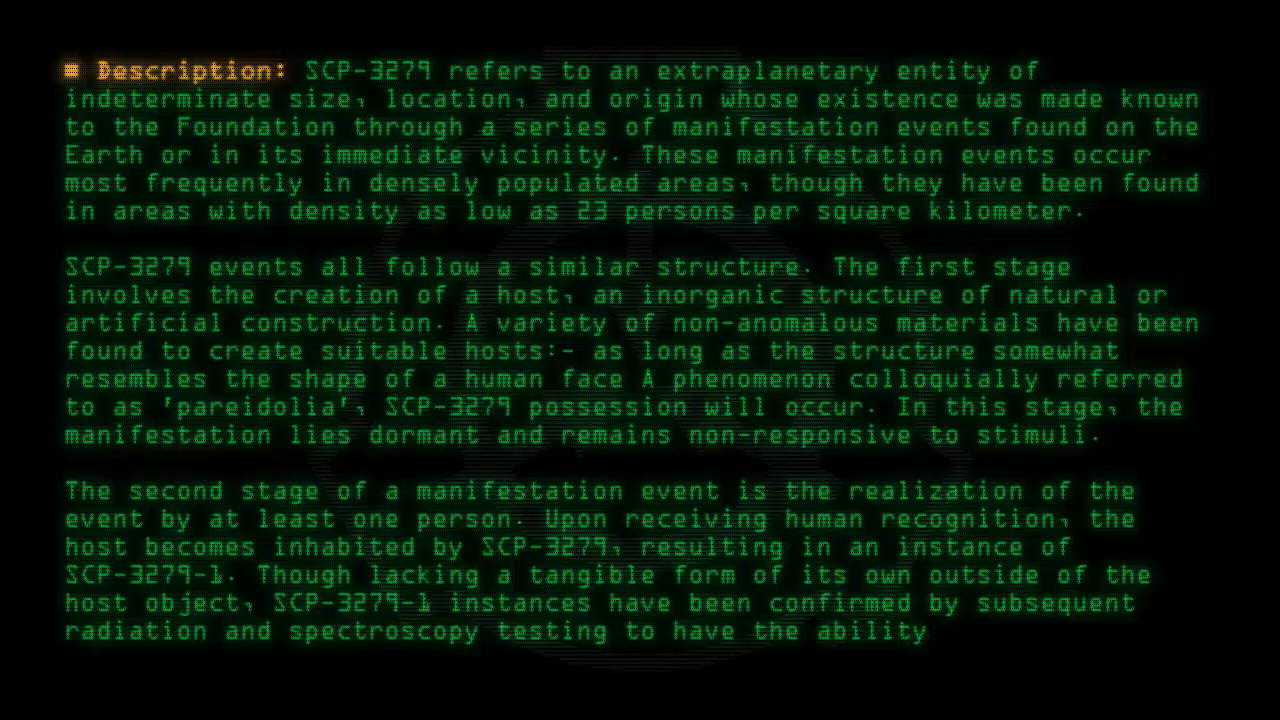 ■ Description: SCP-3279 refers to an extraplanetary entity of
indeterminate size, location, and origin whose existence was made known
to the Foundation through a series of manifestation events found on the
Earth or in its immediate vicinity. These manifestation events occur
most frequently in densely populated areas, though they have been found
in areas with density as low as 23 persons per square kilometer.
SCP-3279 events all follow a similar structure. The first stage
involves the creation of a host, an inorganic structure of natural or
artificial construction. A variety of non-anomalous materials have been
found to create suitable hosts:- as long as the structure somewhat
resembles the shape of a human face A phenomenon colloquially referred
to as 'pareidolia', SCP-3279 possession will occur. In this stage, the
manifestation lies dormant and remains non-responsive to stimuli.
The second stage of a manifestation event is the realization of the
event by at least one person. Upon receiving human recognition, the
host becomes inhabited by SCP-3279, resulting in an instance of
SCP-3279-1. Though lacking a tangible form of its own outside of the
host object, SCP-3279-1 instances have been confirmed by subsequent
radiation and spectroscopy testing to have the ability